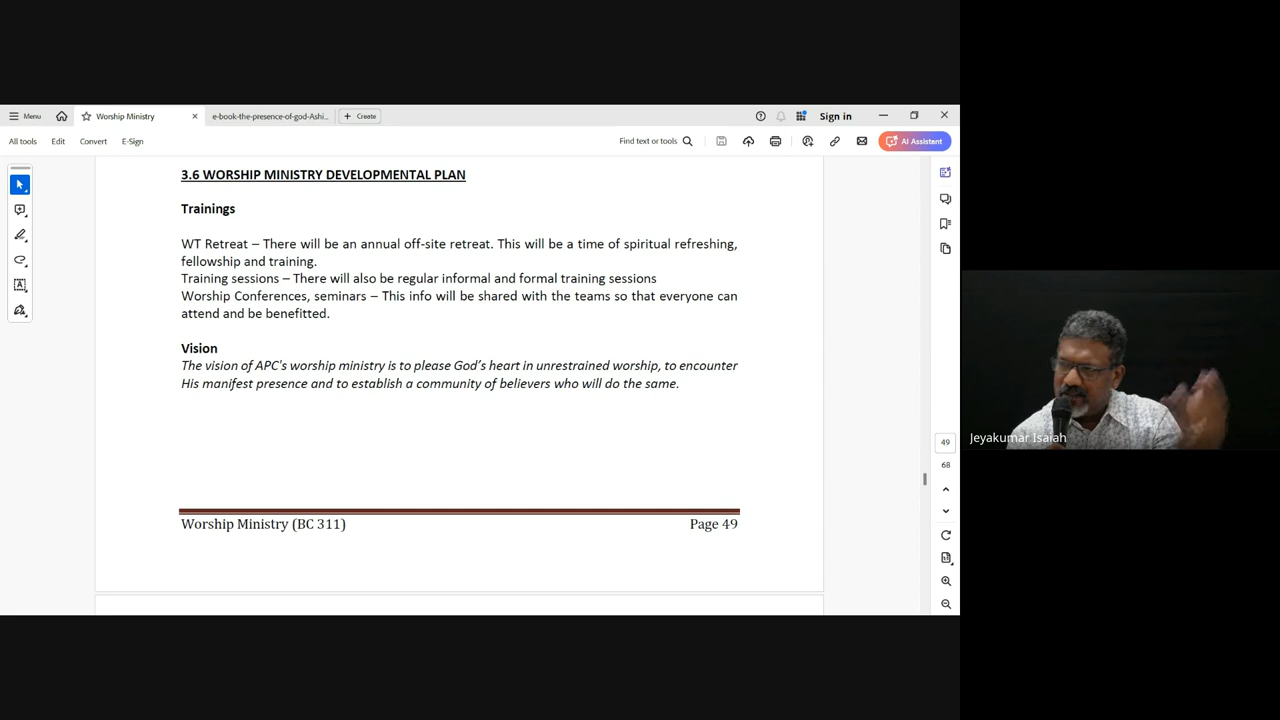 Menu
Worship Ministry
e-book-the-presence-of-god-Ashi...
Create
Sign in
All tools
Edit
Convert
E-Sign
Find text or tools
AI Assistant
3.6 WORSHIP MINISTRY DEVELOPMENTAL PLAN
Trainings
WT Retreat – There will be an annual off-site retreat. This will be a time of spiritual refreshing,
fellowship and training.
Training sessions – There will also be regular informal and formal training sessions
Worship Conferences, seminars – This info will be shared with the teams so that everyone can
attend and be benefitted.
Vision
The vision of APC's worship ministry is to please God’s heart in unrestrained worship, to encounter
His manifest presence and to establish a community of believers who will do the same.
Worship Ministry (BC 311)
Page 49
49
68
Jeyakumar Isaiah